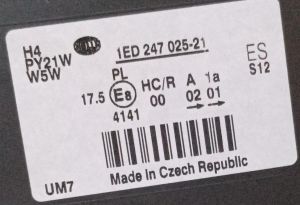 H4 1ED 247 025-21 ES
PY21W S12
W5W PL
17.5 E8 HC/R A 1a
00 02 01
4141
UM7 Made in Czech Republic